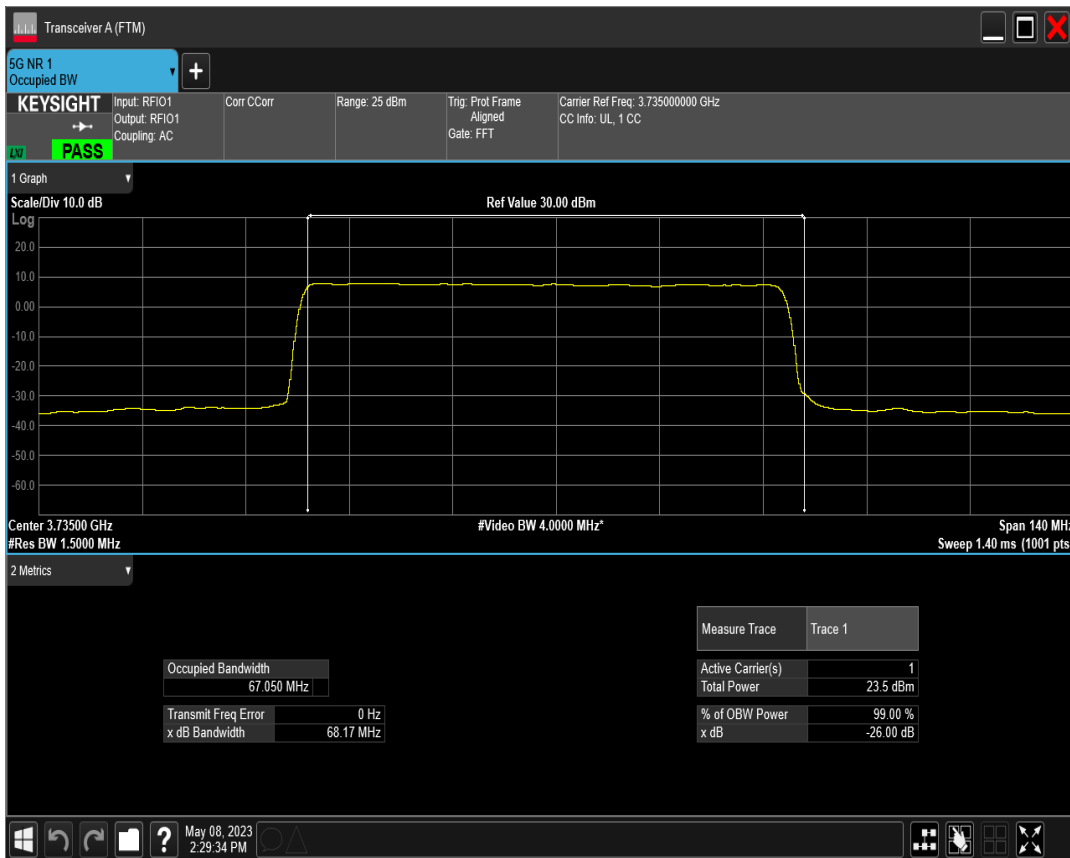 Transceiver A (FTM)
5G NR 1
Occupied BW
+
KEYSIGHT
LXI
PASS
Input: RFIO1
Output: RFIO1
Coupling: AC
Corr CCorr
Range: 25 dBm
Trig: Prot Frame
Aligned
Gate: FFT
Carrier Ref Freq: 3.735000000 GHz
CC Info: UL, 1 CC
1 Graph
Scale/Div 10.0 dB
Ref Value 30.00 dBm
Log
20.0
10.0
0.00
-10.0
-20.0
-30.0
-40.0
-50.0
-60.0
Center 3.73500 GHz
#Video BW 4.0000 MHz*
Span 140 MHz
#Res BW 1.5000 MHz
Sweep 1.40 ms (1001 pts
2 Metrics
Measure Trace Trace 1
Occupied Bandwidth
67.050 MHz
Active Carrier(s) 1
Total Power 23.5 dBm
Transmit Freq Error 0 Hz
x dB Bandwidth 68.17 MHz
% of OBW Power 99.00 %
x dB -26.00 dB
?
May 08, 2023
2:29:34 PM